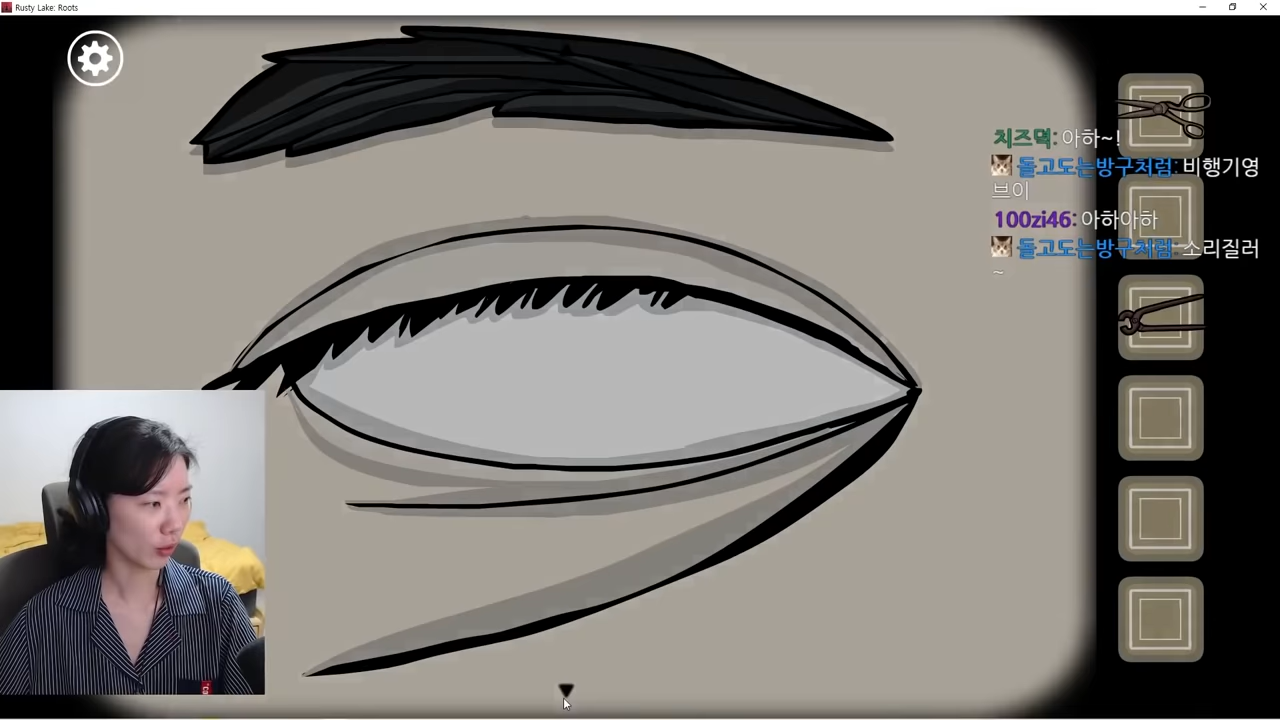 Rusty Lake: Roots
치즈덕: 아하~!
돌고도는방구처럼: 비행기영
브이
100zi46: 아하아하
돌고도는방구처럼: 소리질러
~